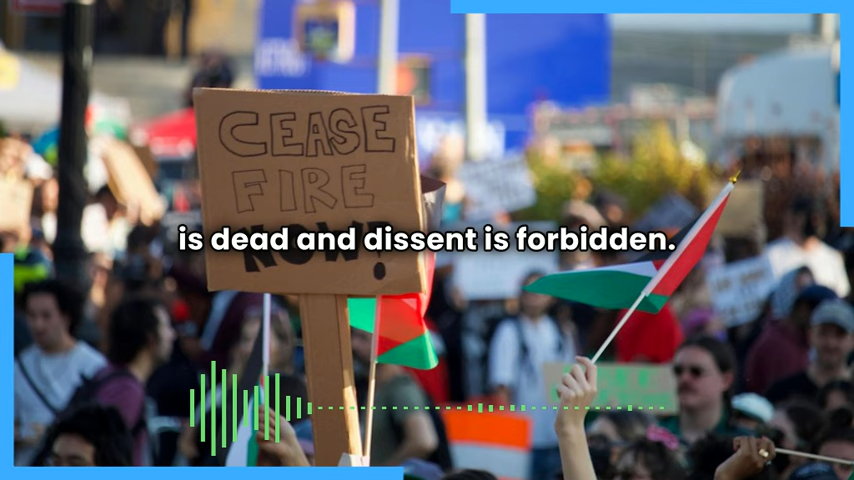 CEASE
FIRE
NOW!
is dead and dissent is forbidden.